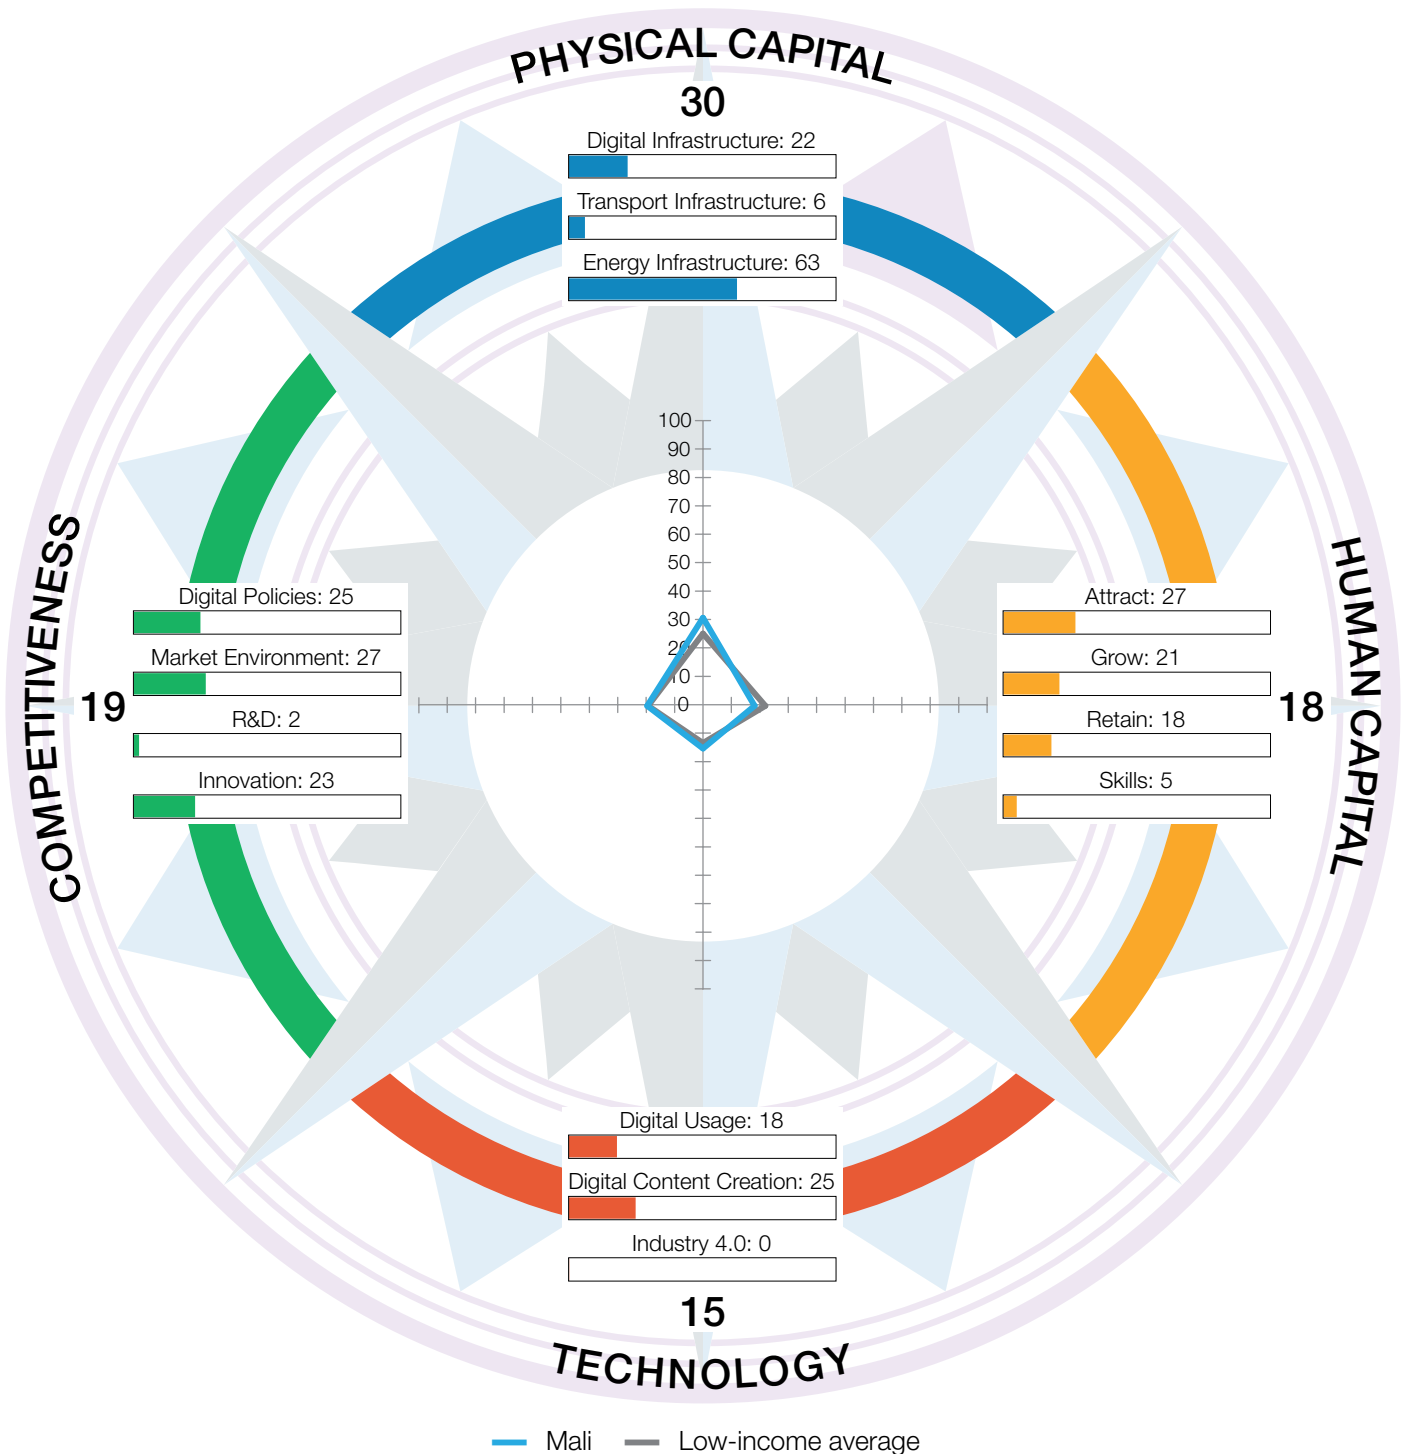 PHYSICAL CAPITAL
30
Digital Infrastructure: 22
Transport Infrastructure: 6
Energy Infrastructure: 63
100
90
80
70
60
50
40
30
20
10
0
COMPETITIVENESS
19
Digital Policies: 25
Market Environment: 27
R&D: 2
Innovation: 23
HUMAN CAPITAL
18
Attract: 27
Grow: 21
Retain: 18
Skills: 5
Digital Usage: 18
Digital Content Creation: 25
Industry 4.0: 0
15
TECHNOLOGY
Mali
Low-income average